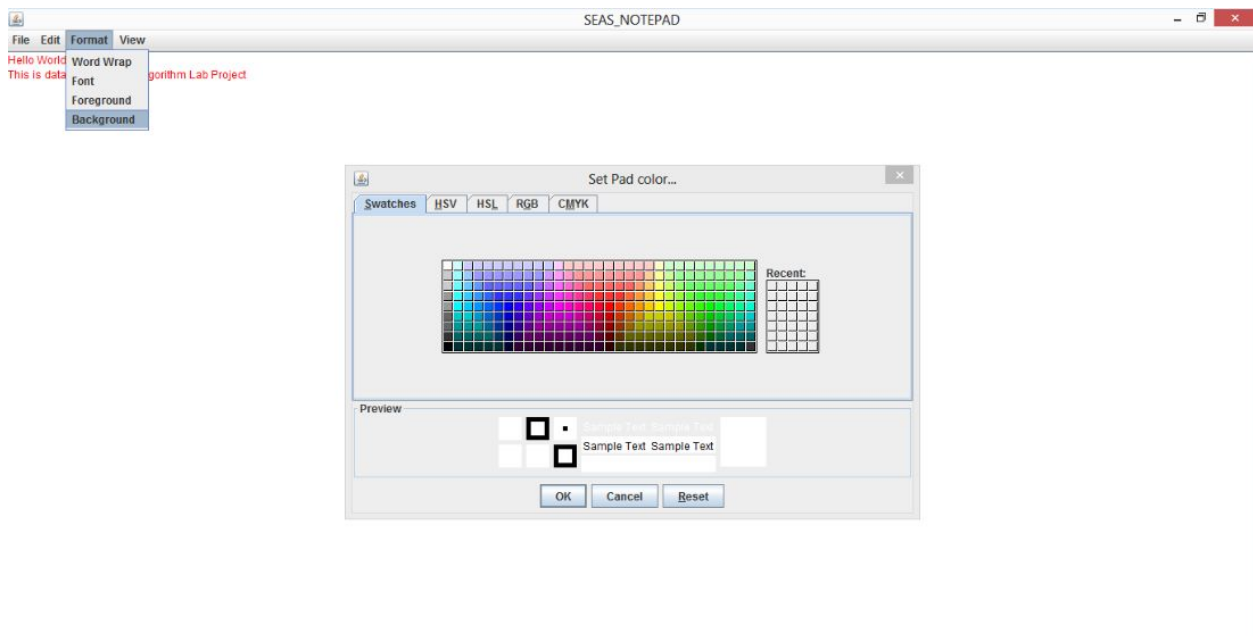 SEAS_NOTEPAD
File Edit Format View
Hello World
This is data
gorithm Lab Project
Word Wrap
Font
Foreground
Background
Set Pad color...
Swatches HSV HSL RGB CMYK
Recent:
Preview
Sample Text Sample Text
Sample Text Sample Text
OK Cancel Reset